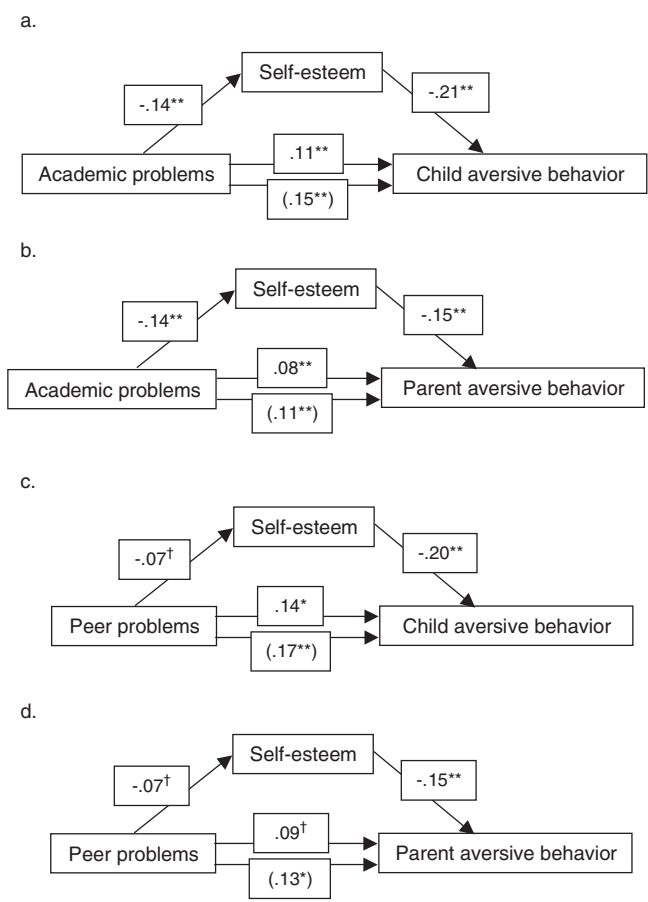 a.
Self-esteem
-.14**
-.21**
.11**
Academic problems
Child aversive behavior
(.15**)
b.
Self-esteem
-.14**
-.15**
.08**
Academic problems
Parent aversive behavior
(.11**)
c.
Self-esteem
-.07†
-.20**
.14*
Peer problems
Child aversive behavior
(.17**)
d.
Self-esteem
-.07†
-.15**
.09†
Peer problems
Parent aversive behavior
(.13*)